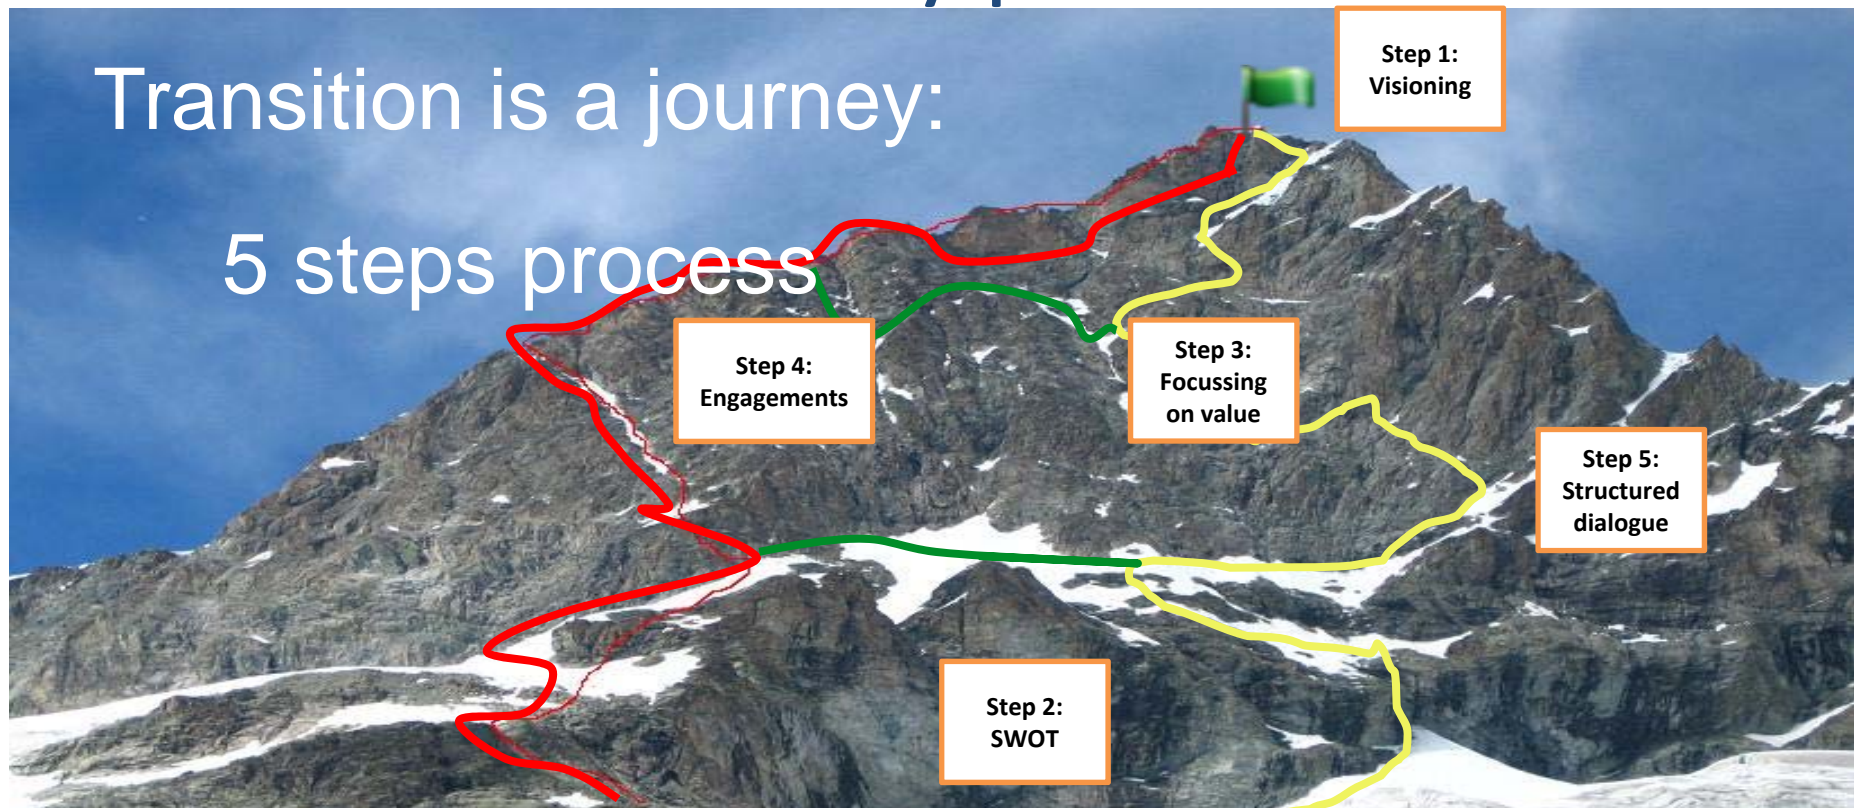 Transition is a journey:
5 steps process
Step 1:
Visioning
Step 4:
Engagements
Step 3:
Focussing
on value
Step 5:
Structured
dialogue
Step 2:
SWOT